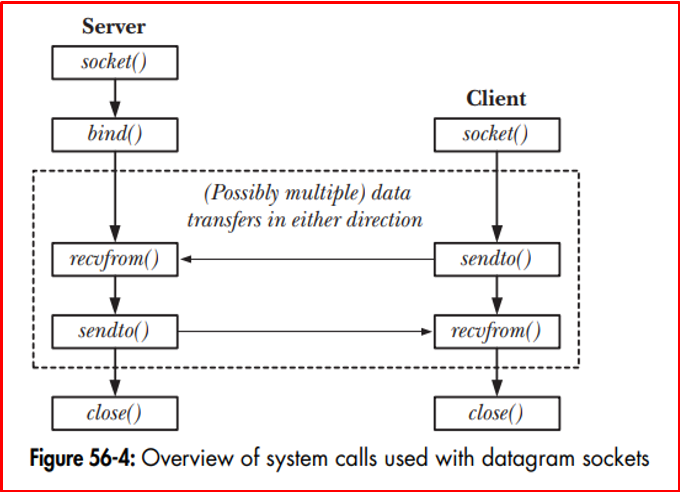 Server
socket()
bind()
Client
socket()
(Possibly multiple) data
transfers in either direction
recvfrom()
sendto()
sendto()
recvfrom()
close()
close()
Figure 56-4: Overview of system calls used with datagram sockets